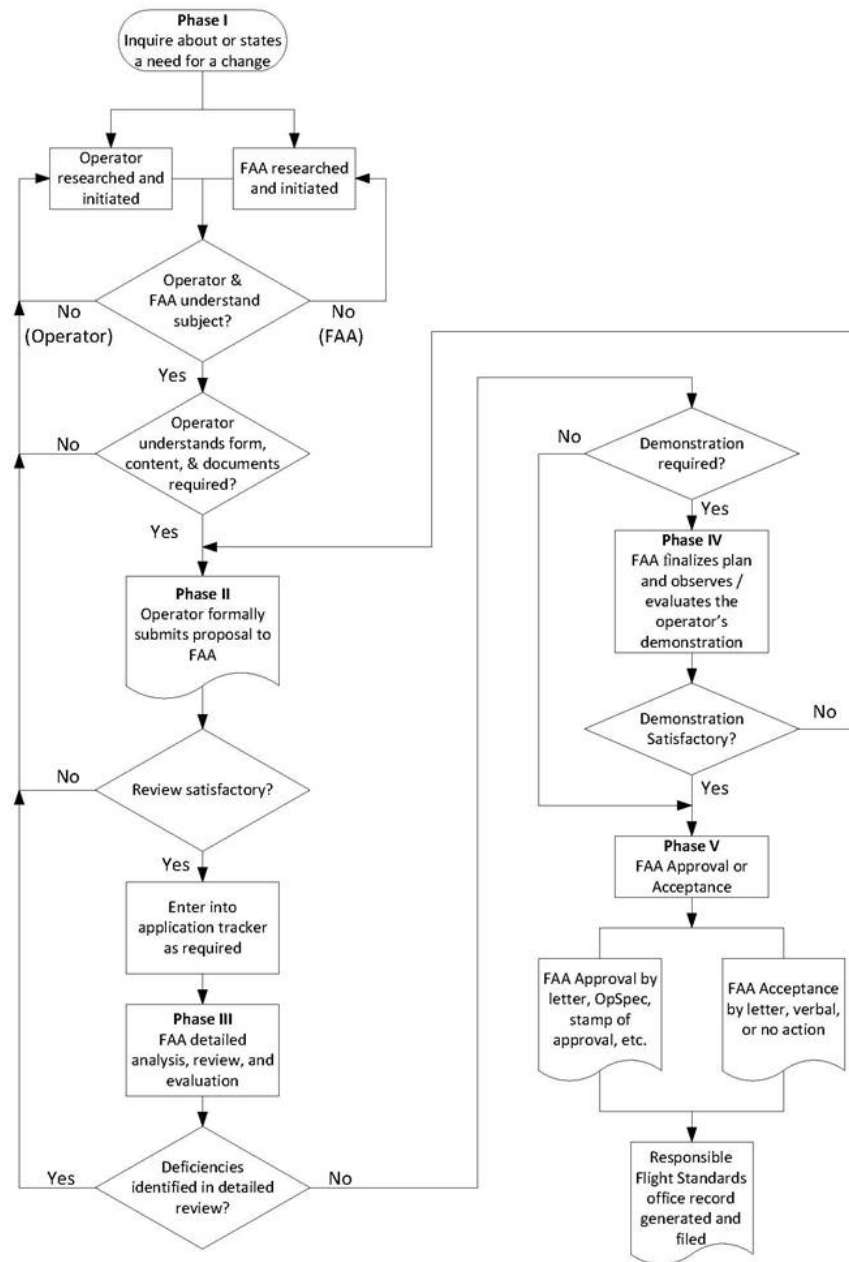 Phase I
Inquire about or states
a need for a change
Operator
researched and
initiated
FAA researched
and initiated
Operator &
FAA understand
subject?
No
(Operator)
No
(FAA)
Yes
Operator
understands form,
content, & documents
required?
No
Yes
Phase II
Operator formally
submits proposal to
FAA
Review satisfactory?
No
Yes
Enter into
application tracker
as required
Phase III
FAA detailed
analysis, review, and
evaluation
Deficiencies
identified in detailed
review?
Yes
No
Demonstration
required?
No
Yes
Phase IV
FAA finalizes plan
and observes /
evaluates the
operator's
demonstration
Demonstration
Satisfactory?
No
Yes
Phase V
FAA Approval or
Acceptance
FAA Approval by
letter, OpSpec,
stamp of
approval, etc.
FAA Acceptance
by letter, verbal,
or no action
Responsible
Flight Standards
office record
generated and
filed